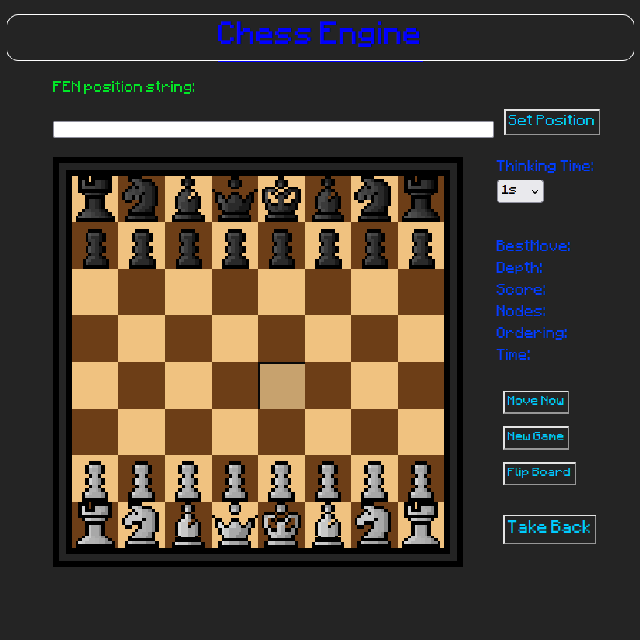 Chess Engine
FEN position string:
Set Position
Thinking Time:
1s
BestMove:
Depth:
Score:
Nodes:
Ordering:
Time:
Move Now
New Game
Flip Board
Take Back